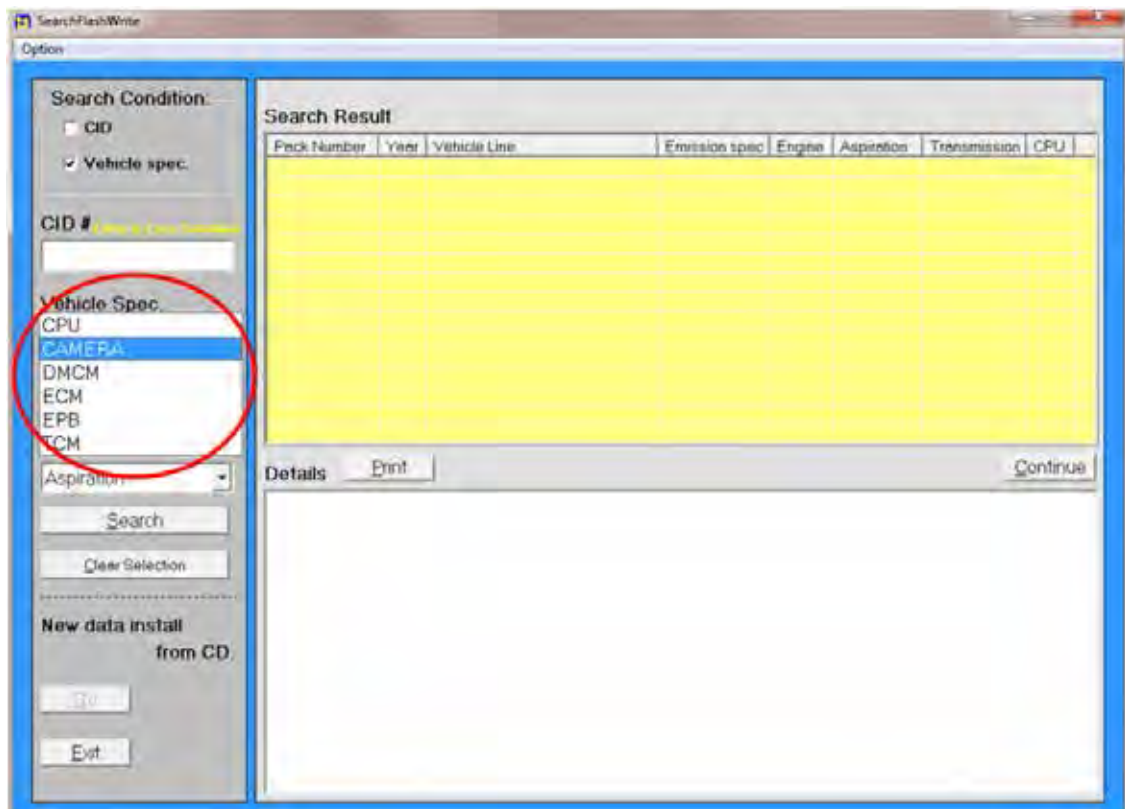 SearchFlashWrite
Option
Search Condition:
CID
Vehicle spec.
CID #
Vehicle Spec.
CPU
CAMERA
DMCM
ECM
EPB
TCM
Aspiration
Search
Clear Selection
New data install
from CD
Exit
Search Result
Pack Number Year Vehicle Line Emission spec Engine Aspiration Transmission CPU
Details Print Continue